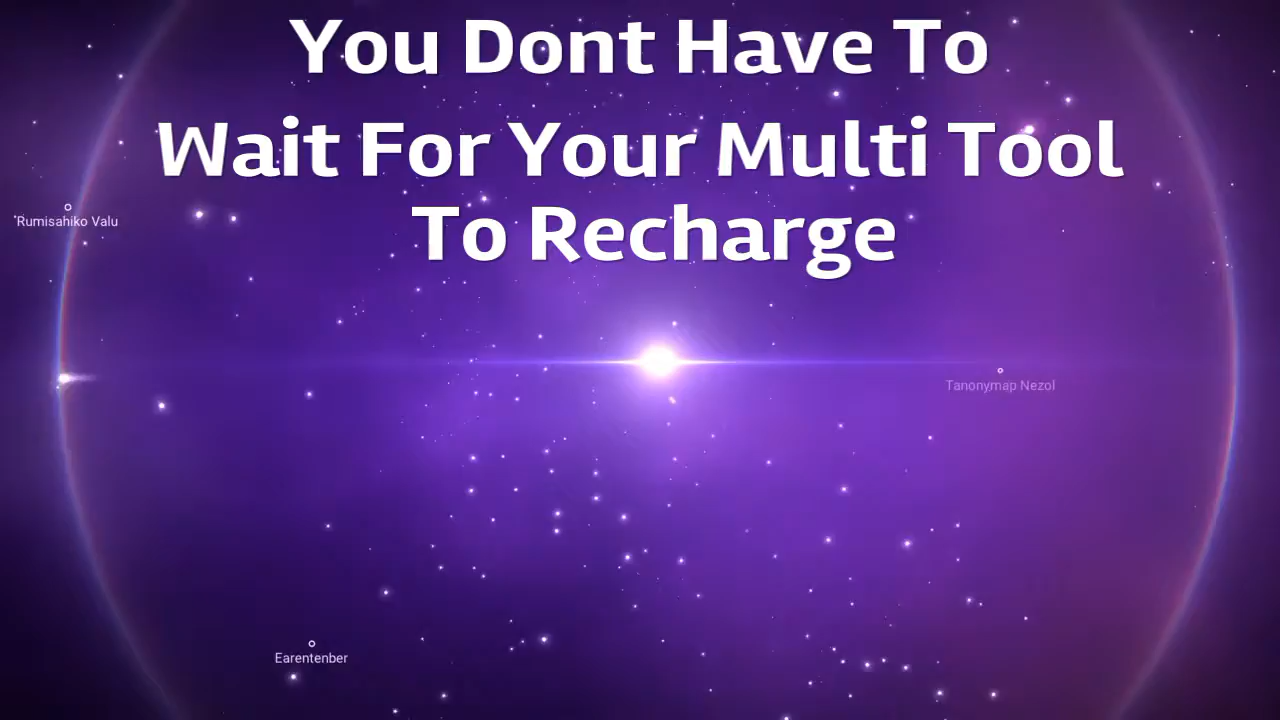 You Dont Have To
Wait For Your Multi Tool
To Recharge
Rumisahiko Valu
Tanonymap Nezol
Earentenber